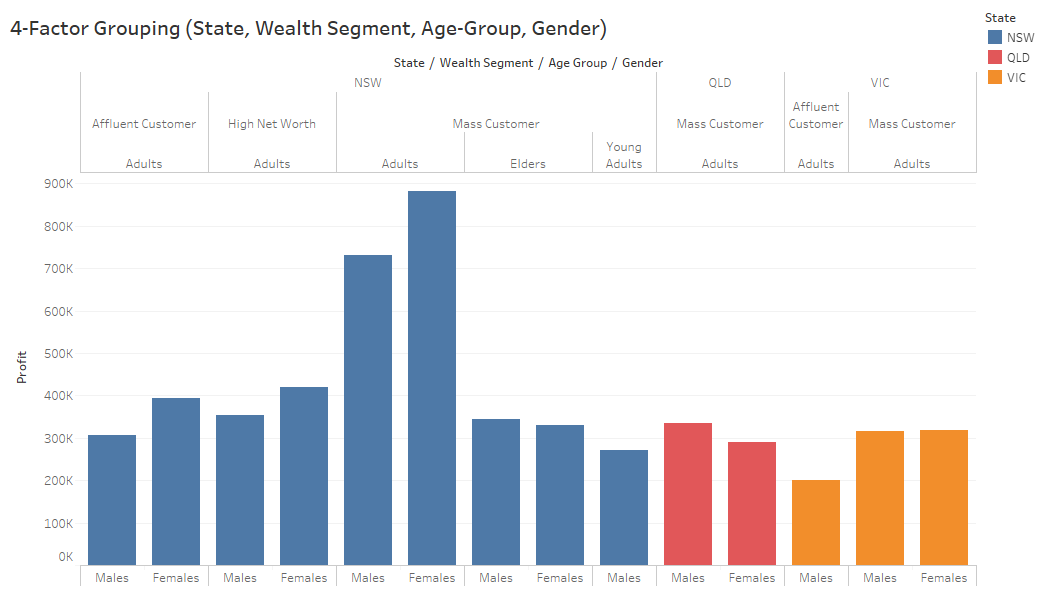 4-Factor Grouping (State, Wealth Segment, Age-Group, Gender)
State
NSW
QLD
VIC
State / Wealth Segment / Age Group / Gender
NSW
QLD
VIC
Affluent Customer
High Net Worth
Mass Customer
Mass Customer
Affluent
Customer
Mass Customer
Adults
Adults
Adults
Elders
Young
Adults
Adults
Adults
Adults
900K
800K
700K
600K
500K
400K
300K
200K
100K
0K
Profit
Males
Females
Males
Females
Males
Females
Males
Females
Males
Males
Females
Males
Males
Females